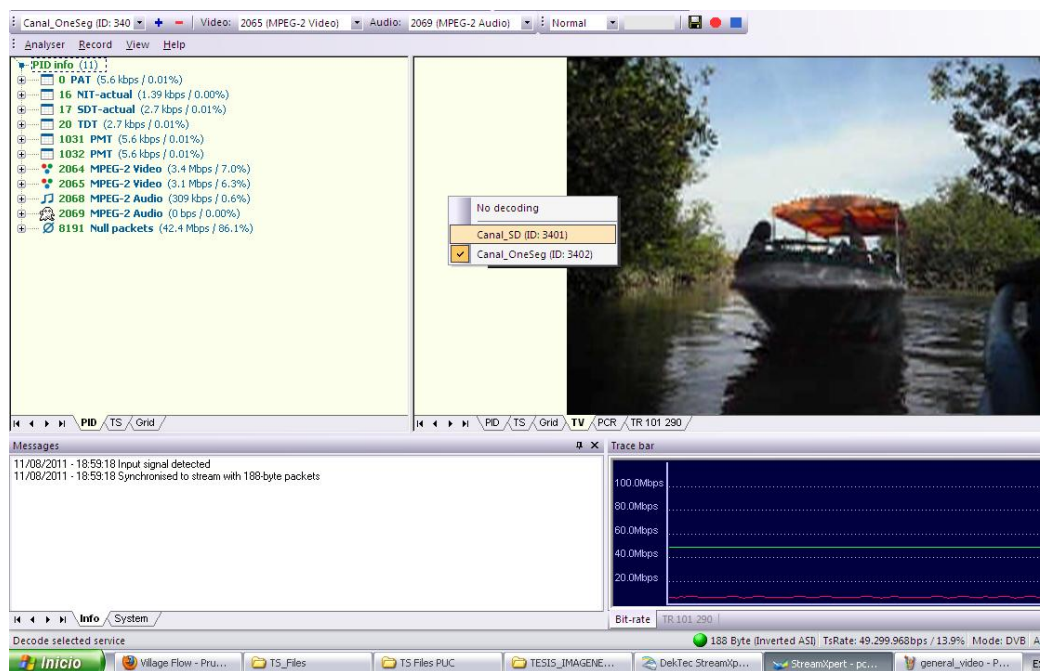 Canal_OneSeg (ID: 340 Video: 2065 (MPEG-2 Video) Audio: 2069 (MPEG-2 Audio) Normal
Analyser Record View Help
PID info (11)
0 PAT (5.6 kbps / 0.01%)
16 NIT-actual (1.39 kbps / 0.00%)
17 SDT-actual (2.7 kbps / 0.01%)
20 TDT (2.7 kbps / 0.01%)
1031 PMT (5.6 kbps / 0.01%)
1032 PMT (5.6 kbps / 0.01%)
2064 MPEG-2 Video (3.4 Mbps / 7.0%)
2065 MPEG-2 Video (3.1 Mbps / 6.3%)
2068 MPEG-2 Audio (309 kbps / 0.6%)
2069 MPEG-2 Audio (0 bps / 0.00%)
8191 Null packets (42.4 Mbps / 86.1%)
No decoding
Canal_SD (ID: 3401)
Canal_OneSeg (ID: 3402)
PID TS Grid
PID TS Grid TV PCR TR 101 290
Messages
11/08/2011 - 18:59:18 Input signal detected
11/08/2011 - 18:59:18 Synchronised to stream with 188-byte packets
Info System
Trace bar
100.0Mbps
80.0Mbps
60.0Mbps
40.0Mbps
20.0Mbps
Bit-rate TR 101 290
Decode selected service
188 Byte (Inverted ASI) TsRate: 49.299.968bps / 13.9% Mode: DVB A
Inicio Village Flow - Pru... TS_Files TS Files PUC TESIS_IMAGENE... DekTec StreamXp... StreamXpert - pc... general_video - P... ES